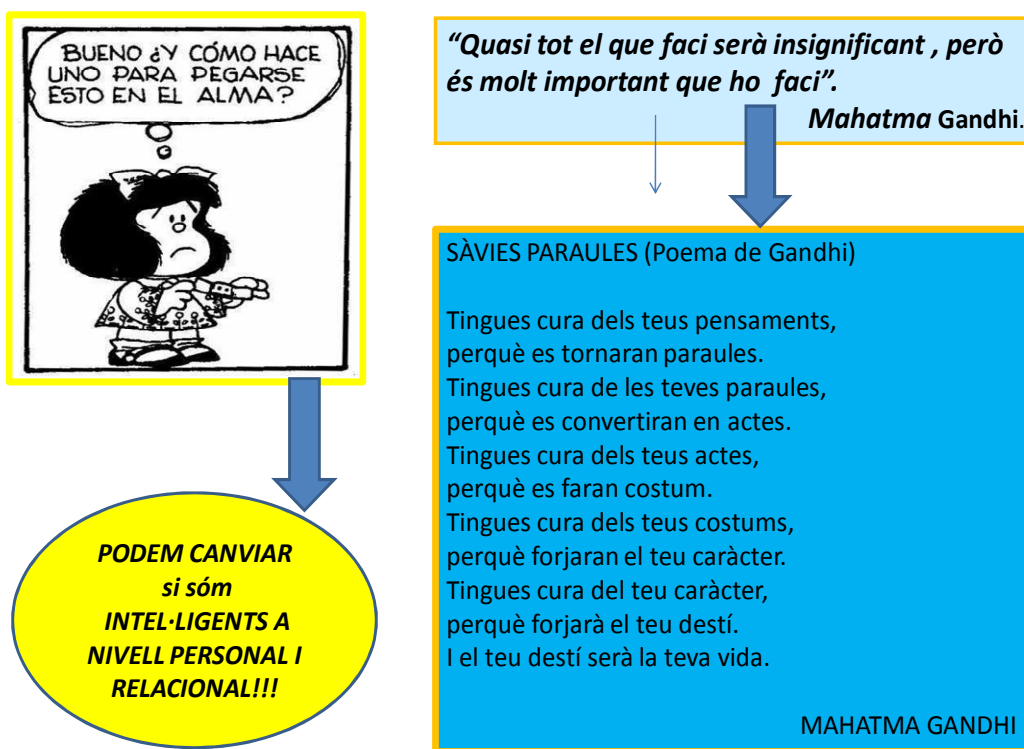 BUENO ¿Y CÓMO HACE
UNO PARA PEGARSE
ESTO EN EL ALMA?
PODEM CANVIAR
si sóm
INTEL·LIGENTS A
NIVELL PERSONAL I
RELACIONAL!!!
“Quasi tot el que faci serà insignificant , però
és molt important que ho faci”.
Mahatma Gandhi.
SÀVIES PARAULES (Poema de Gandhi)
Tingues cura dels teus pensaments,
perquè es tornaran paraules.
Tingues cura de les teves paraules,
perquè es convertiran en actes.
Tingues cura dels teus actes,
perquè es faran costum.
Tingues cura dels teus costums,
perquè forjaran el teu caràcter.
Tingues cura del teu caràcter,
perquè forjarà el teu destí.
I el teu destí serà la teva vida.
MAHATMA GANDHI